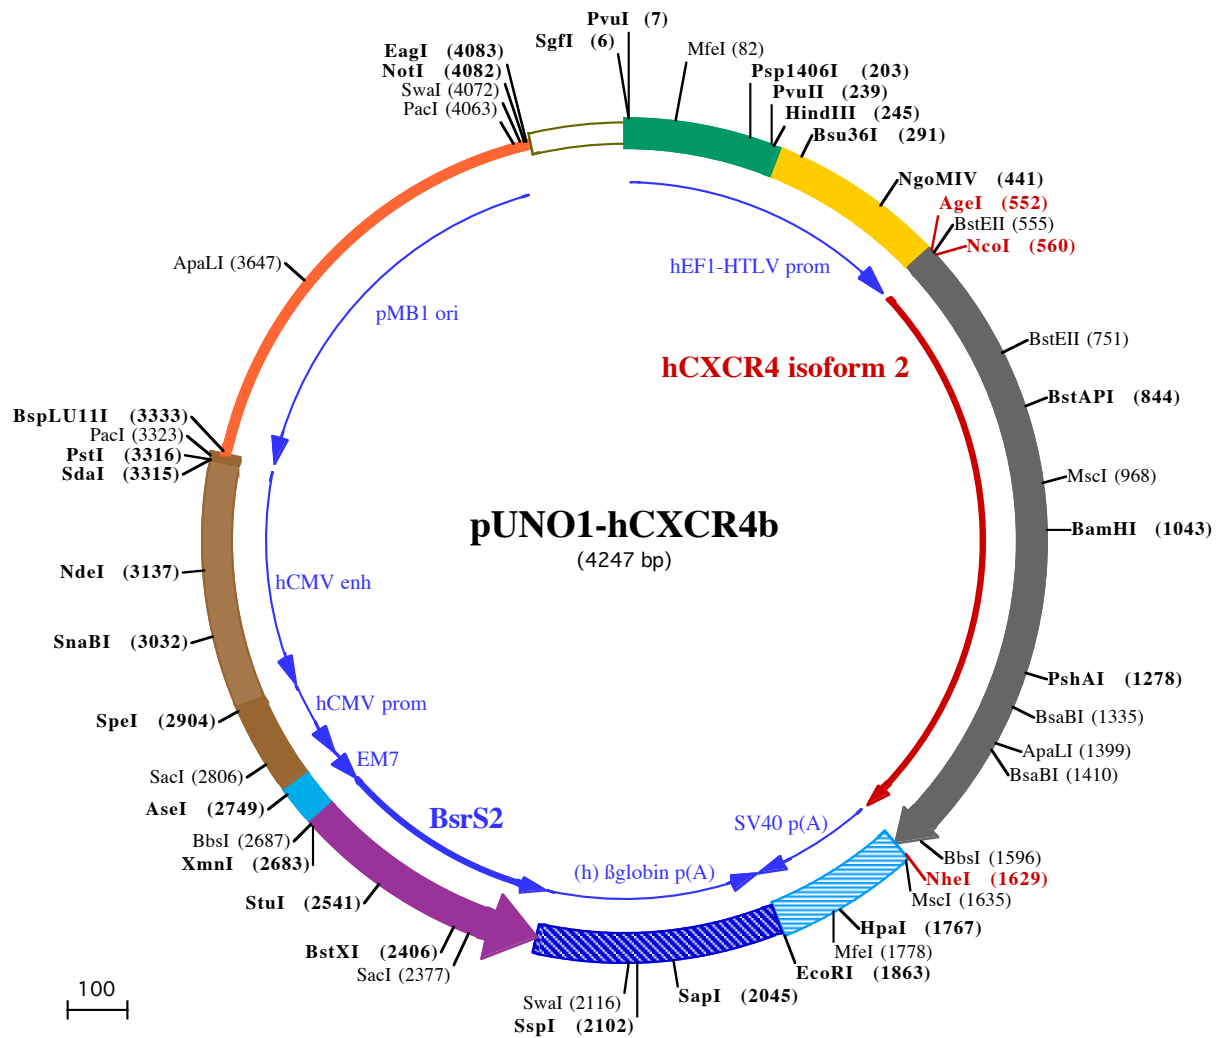 PvuI (7)
SgfI (6)
MfeI (82)
EagI (4083)
NotI (4082)
SwaI (4072)
PacI (4063)
Psp1406I (203)
PvuII (239)
HindIII (245)
Bsu36I (291)
NgoMIV (441)
AgeI (552)
BstEII (555)
NcoI (560)
ApaLI (3647)
hEF1-HTLV prom
pMB1 ori
BstEII (751)
hCXCR4 isoform 2
BstAPI (844)
BspLU11I (3333)
PacI (3323)
PstI (3316)
SdaI (3315)
MscI (968)
pUNO1-hCXCR4b
(4247 bp)
BamHI (1043)
NdeI (3137)
hCMV enh
SnaBI (3032)
PshAI (1278)
hCMV prom
SpeI (2904)
BsaBI (1335)
EM7
ApaLI (1399)
SacI (2806)
BsaBI (1410)
AseI (2749)
BsrS2
SV40 p(A)
BbsI (2687)
XmnI (2683)
BbsI (1596)
(h) ßglobin p(A)
NheI (1629)
StuI (2541)
MscI (1635)
HpaI (1767)
BstXI (2406)
MfeI (1778)
SacI (2377)
EcoRI (1863)
100
SapI (2045)
SwaI (2116)
SspI (2102)